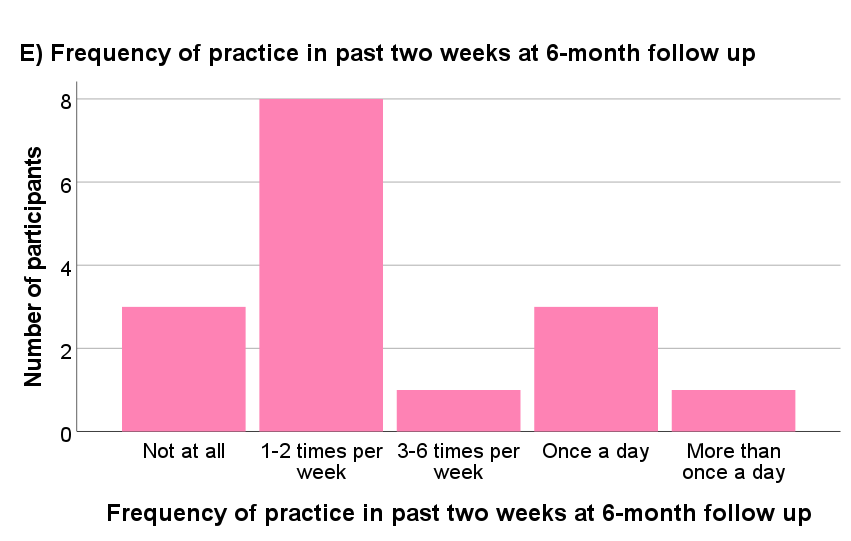 E) Frequency of practice in past two weeks at 6-month follow up
Number of participants
8
6
4
2
0
Not at all
1-2 times per
week
3-6 times per
week
Once a day
More than
once a day
Frequency of practice in past two weeks at 6-month follow up